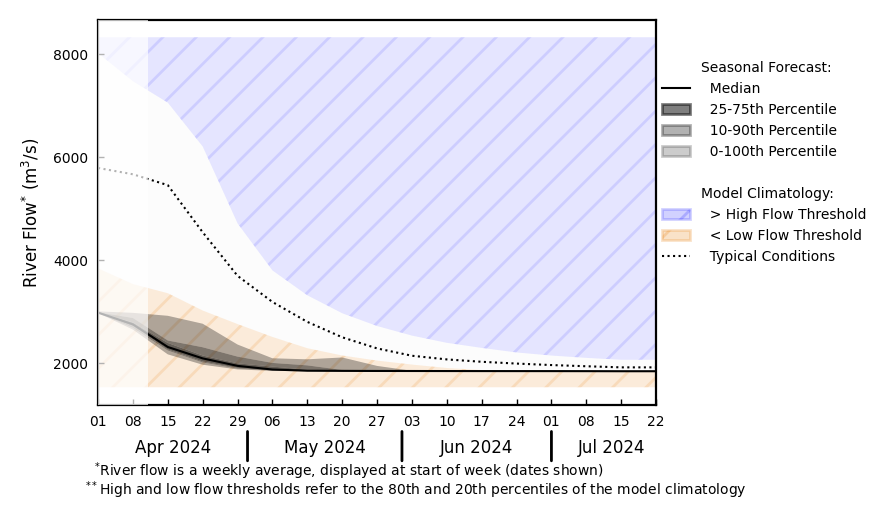 8000
6000
4000
2000
River Flow* (m³/s)
01 08 15 22 29 06 13 20 27 03 10 17 24 01 08 15 22
Apr 2024 May 2024 Jun 2024 Jul 2024
*River flow is a weekly average, displayed at start of week (dates shown)
**High and low flow thresholds refer to the 80th and 20th percentiles of the model climatology
Seasonal Forecast:
Median
25-75th Percentile
10-90th Percentile
0-100th Percentile
Model Climatology:
> High Flow Threshold
< Low Flow Threshold
Typical Conditions